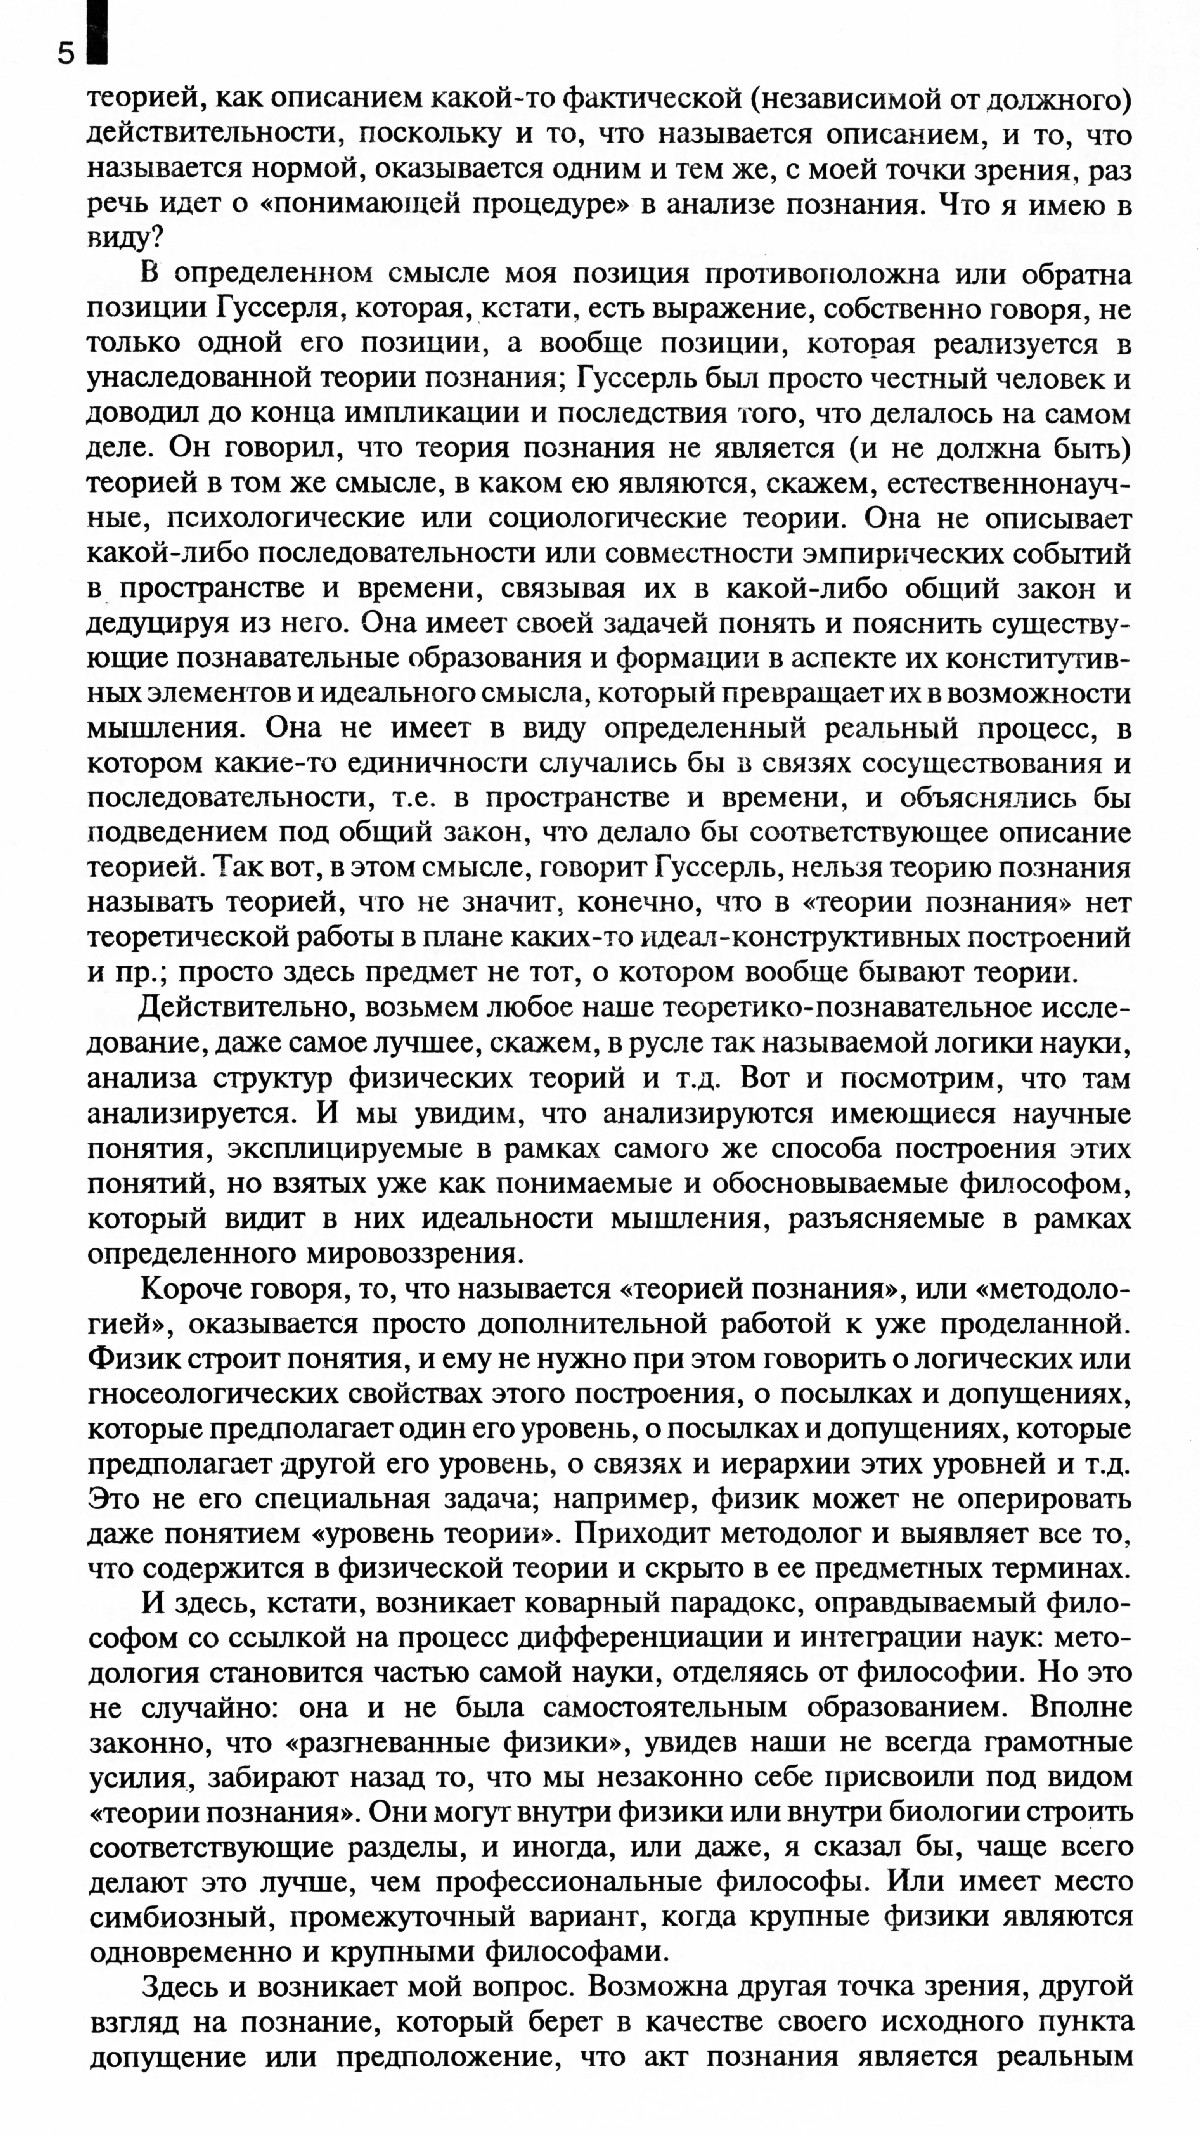 5
теорией, как описанием какой-то фактической (независимой от должного)
действительности, поскольку и то, что называется описанием, и то, что
называется нормой, оказывается одним и тем же, с моей точки зрения, раз
речь идет о «понимающей процедуре» в анализе познания. Что я имею в
виду?
В определенном смысле моя позиция противоположна или обратна
позиции Гуссерля, которая, кстати, есть выражение, собственно говоря, не
только одной его позиции, а вообще позиции, которая реализуется в
унаследованной теории познания; Гуссерль был просто честный человек и
доводил до конца импликации и последствия того, что делалось на самом
деле. Он говорил, что теория познания не является (и не должна быть)
теорией в том же смысле, в каком ею являются, скажем, естественнонауч-
ные, психологические или социологические теории. Она не описывает
какой-либо последовательности или совместности эмпирических событий
в пространстве и времени, связывая их в какой-либо общий закон и
дедуцируя из него. Она имеет своей задачей понять и пояснить существу-
ющие познавательные образования и формации в аспекте их конститутив-
ных элементов и идеального смысла, который превращает их в возможности
мышления. Она не имеет в виду определенный реальный процесс, в
котором какие-то единичности случались бы в связях сосуществования и
последовательности, т.е. в пространстве и времени, и объяснялись бы
подведением под общий закон, что делало бы соответствующее описание
теорией. Так вот, в этом смысле, говорит Гуссерль, нельзя теорию познания
называть теорией, что не значит, конечно, что в «теории познания» нет
теоретической работы в плане каких-то идеал-конструктивных построений
и пр.; просто здесь предмет не тот, о котором вообще бывают теории.
Действительно, возьмем любое наше теоретико-познавательное иссле-
дование, даже самое лучшее, скажем, в русле так называемой логики науки,
анализа структур физических теорий и т.д. Вот и посмотрим, что там
анализируется. И мы увидим, что анализируются имеющиеся научные
понятия, эксплицируемые в рамках самого же способа построения этих
понятий, но взятых уже как понимаемые и обосновываемые философом,
который видит в них идеальности мышления, разъясняемые в рамках
определенного мировоззрения.
Короче говоря, то, что называется «теорией познания», или «методоло-
гией», оказывается просто дополнительной работой к уже проделанной.
Физик строит понятия, и ему не нужно при этом говорить о логических или
гносеологических свойствах этого построения, о посылках и допущениях,
которые предполагает один его уровень, о посылках и допущениях, которые
предполагает другой его уровень, о связях и иерархии этих уровней и т.д.
Это не его специальная задача; например, физик может не оперировать
даже понятием «уровень теории». Приходит методолог и выявляет все то,
что содержится в физической теории и скрыто в ее предметных терминах.
И здесь, кстати, возникает коварный парадокс, оправдываемый фило-
софом со ссылкой на процесс дифференциации и интеграции наук: мето-
дология становится частью самой науки, отделяясь от философии. Но это
не случайно: она и не была самостоятельным образованием. Вполне
законно, что «разгневанные физики», увидев наши не всегда грамотные
усилия, забирают назад то, что мы незаконно себе присвоили под видом
«теории познания». Они могут внутри физики или внутри биологии строить
соответствующие разделы, и иногда, или даже, я сказал бы, чаще всего
делают это лучше, чем профессиональные философы. Или имеет место
симбиозный, промежуточный вариант, когда крупные физики являются
одновременно и крупными философами.
Здесь и возникает мой вопрос. Возможна другая точка зрения, другой
взгляд на познание, который берет в качестве своего исходного пункта
допущение или предположение, что акт познания является реальным